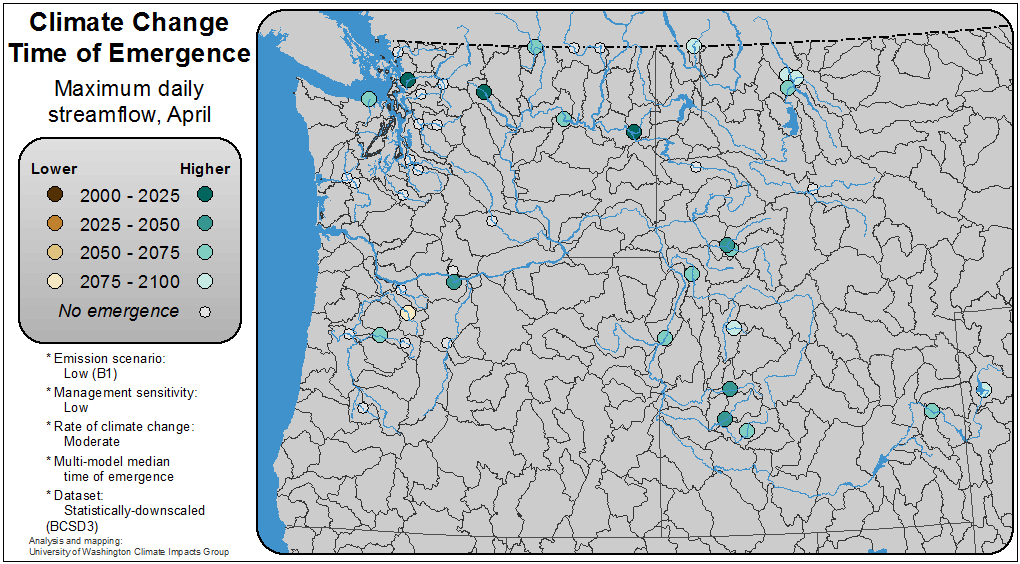 Climate Change
Time of Emergence
Maximum daily
streamflow, April
Lower Higher
2000 - 2025
2025 - 2050
2050 - 2075
2075 - 2100
No emergence
* Emission scenario:
Low (B1)
* Management sensitivity:
Low
* Rate of climate change:
Moderate
* Multi-model median
time of emergence
* Dataset:
Statistically-downscaled
(BCSD3)
Analysis and mapping:
University of Washington Climate Impacts Group